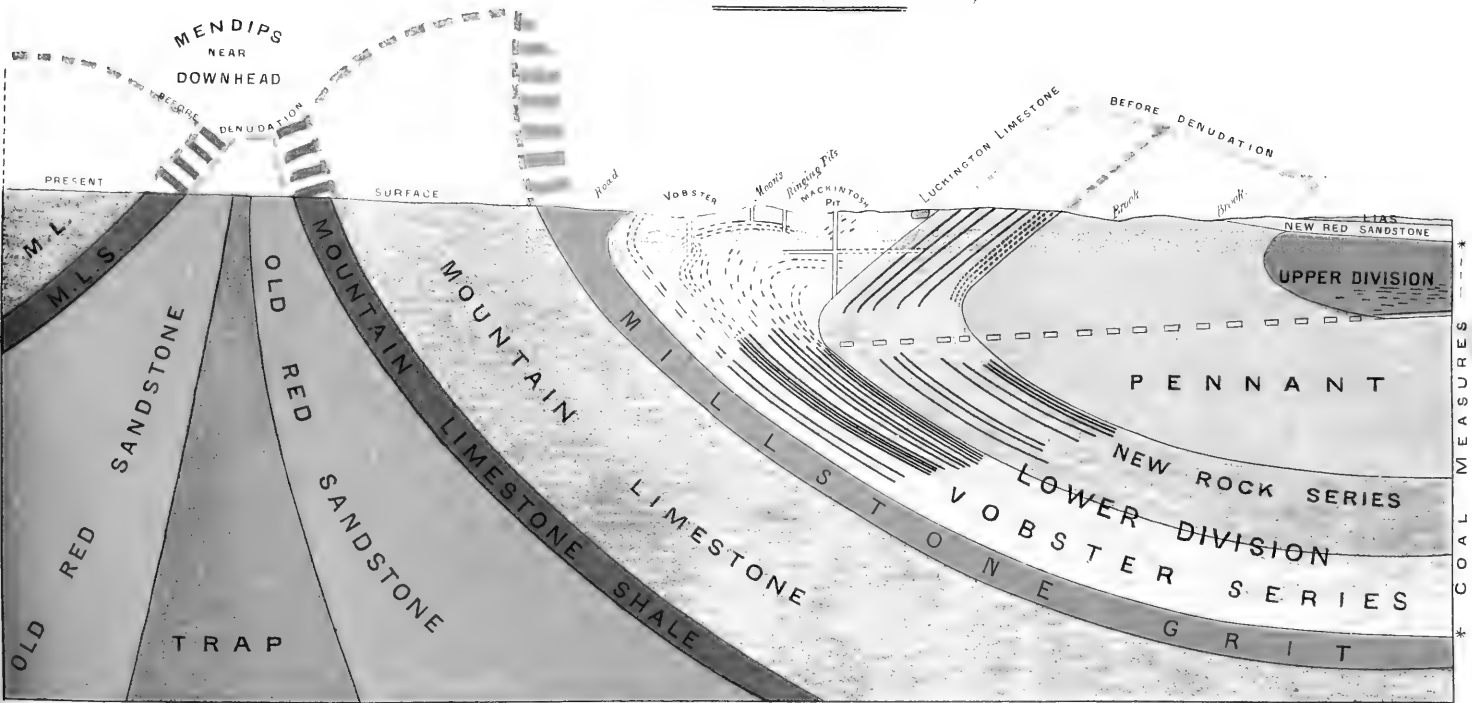 MENDIPS
NEAR
DOWNHEAD
BEFORE DENUDATION
PRESENT SURFACE
Road
VOBSTER
Moon's
Ringing Pits
MACKINTOSH
PIT
LUCKINGTON LIMESTONE
BEFORE DENUDATION
Brook
Brook
LIAS
NEW RED SANDSTONE
UPPER DIVISION
M.L.
M.L.S.
OLD RED SANDSTONE
TRAP
OLD RED SANDSTONE
MOUNTAIN LIMESTONE SHALE
MOUNTAIN LIMESTONE
MILLSTONE GRIT
PENNANT
NEW ROCK SERIES
LOWER DIVISION
VOBSTER SERIES
* COAL MEASURES *